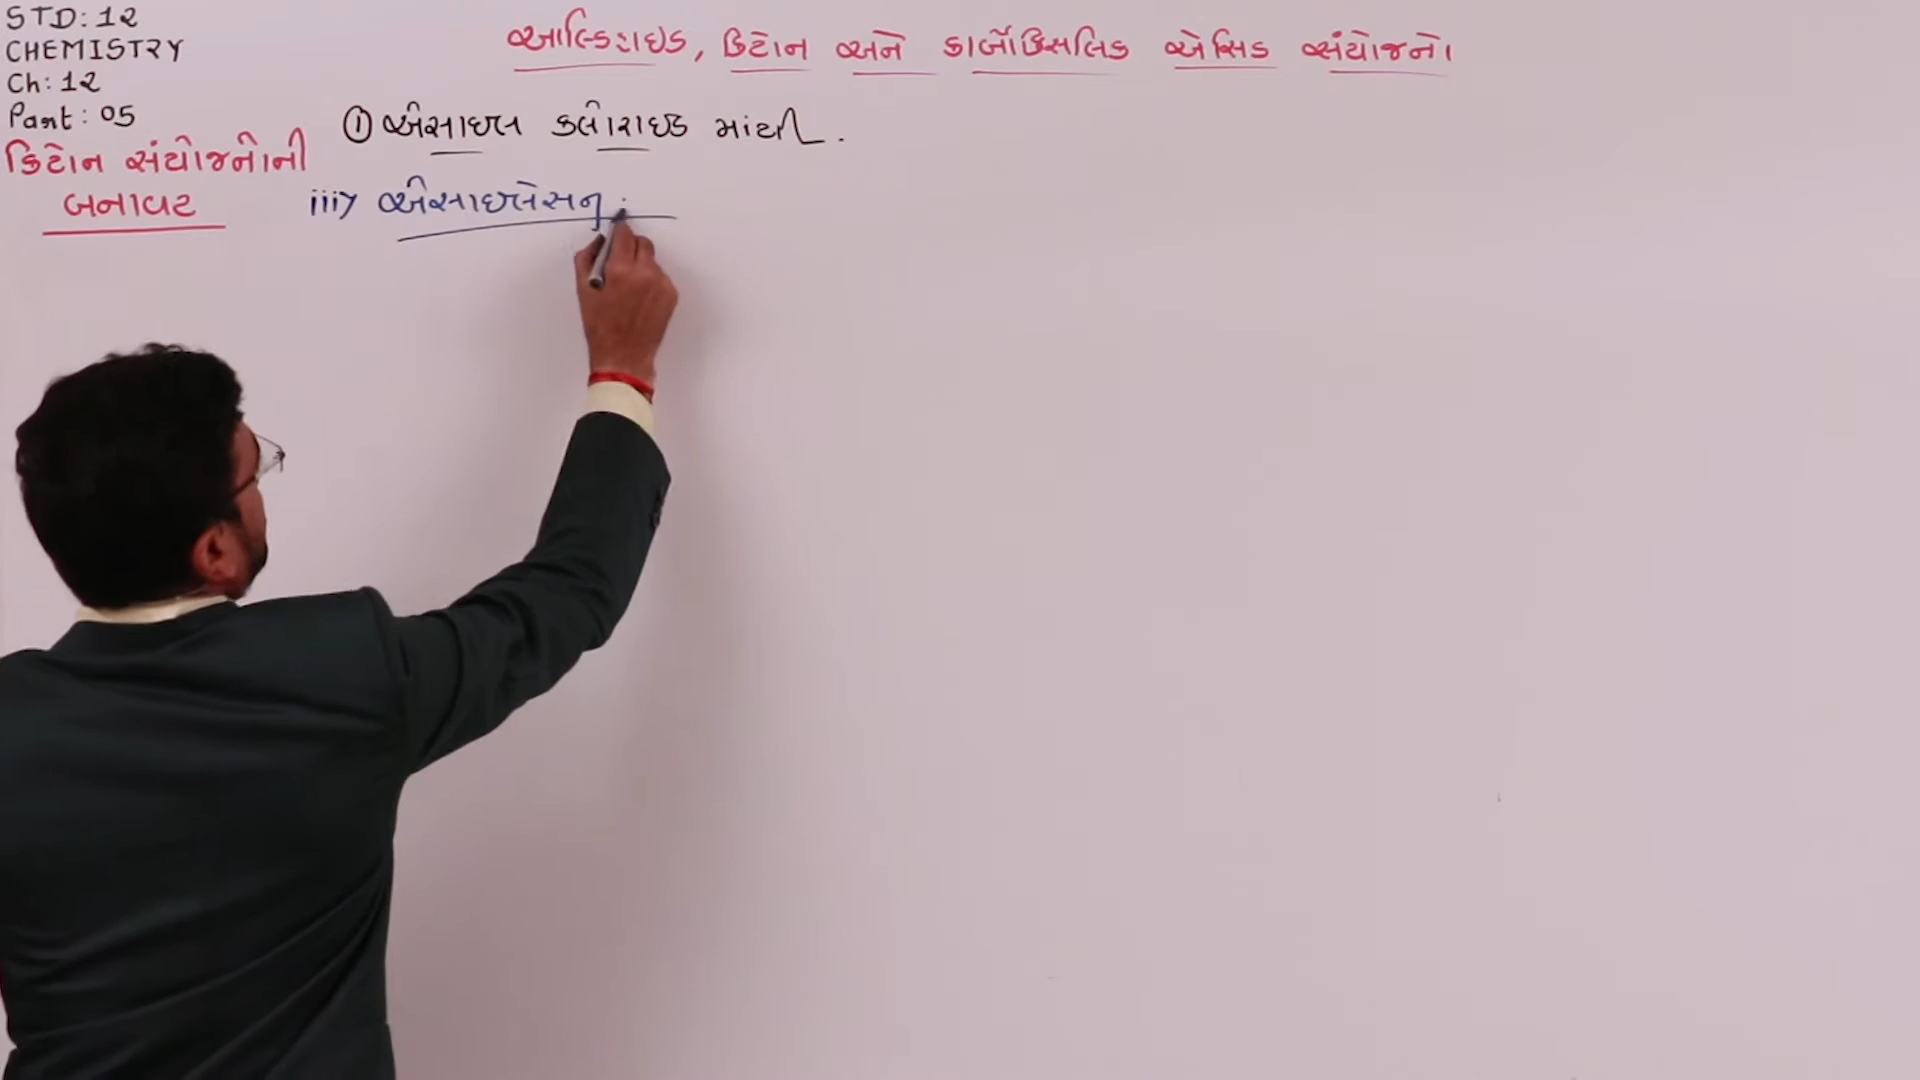 STD: 12
CHEMISTRY
Ch: 12
Part: 05
આલ્ડિહાઇડ, કિટોન અને કાર્બોક્સિલિક એસિડ સંયોજનો
કિટોન સંયોજનોની
બનાવટ
① એસાઇલ ક્લોરાઇડ માંથી.
iii) એસાઇલેસન :